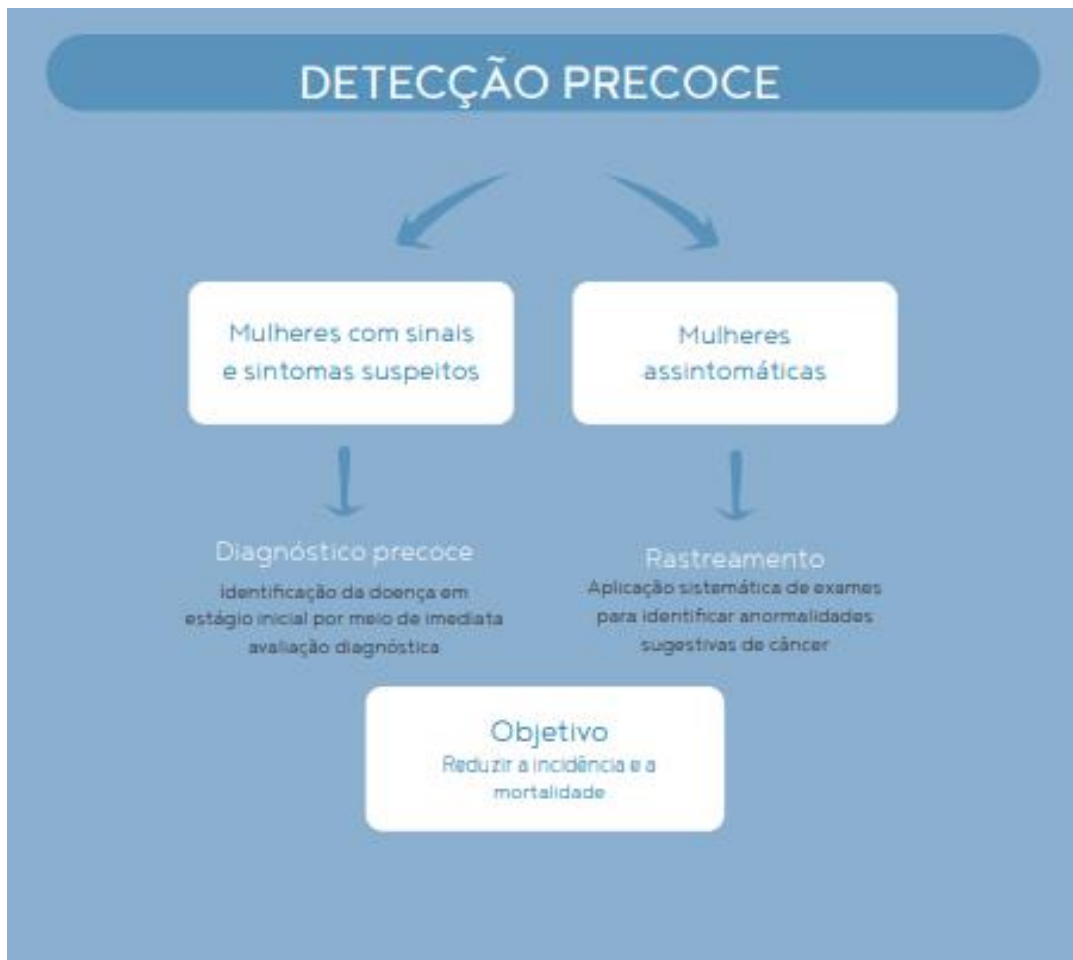 DETECÇÃO PRECOCE
Mulheres com sinais
e sintomas suspeitos
Mulheres
assintomáticas
Diagnóstico precoce
Identificação da doença em
estágio inicial por meio de imediata
avaliação diagnóstica
Rastreamento
Aplicação sistemática de exames
para identificar anormalidades
sugestivas de câncer
Objetivo
Reduzir a incidência e a
mortalidade